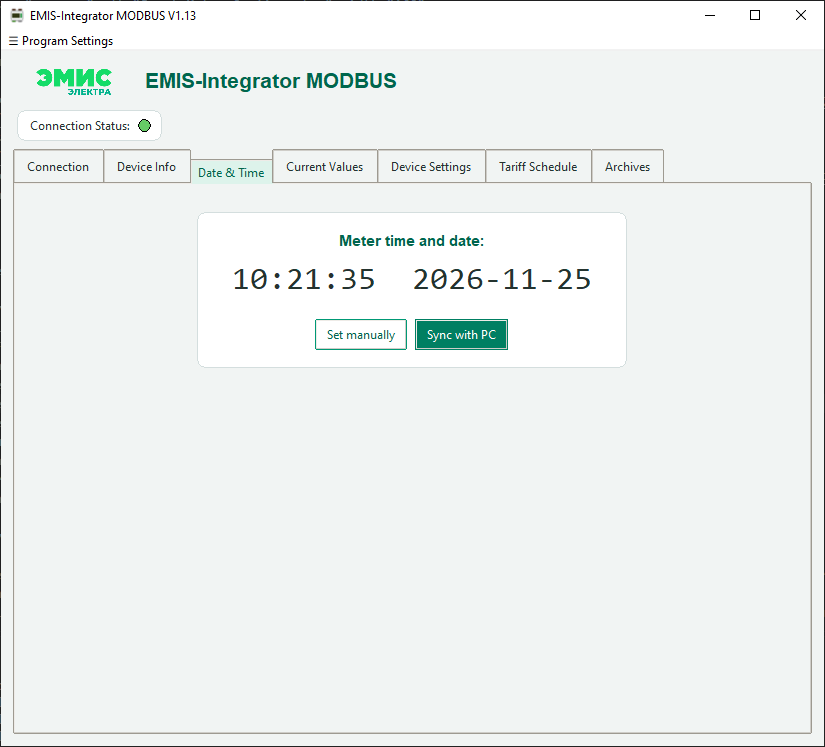 EMIS-Integrator MODBUS V1.13
☰ Program Settings
ЭМИС
ЭЛЕКТРА
EMIS-Integrator MODBUS
Connection Status:
Connection Device Info Date & Time Current Values Device Settings Tariff Schedule Archives
Meter time and date:
10:21:35 2026-11-25
Set manually Sync with PC